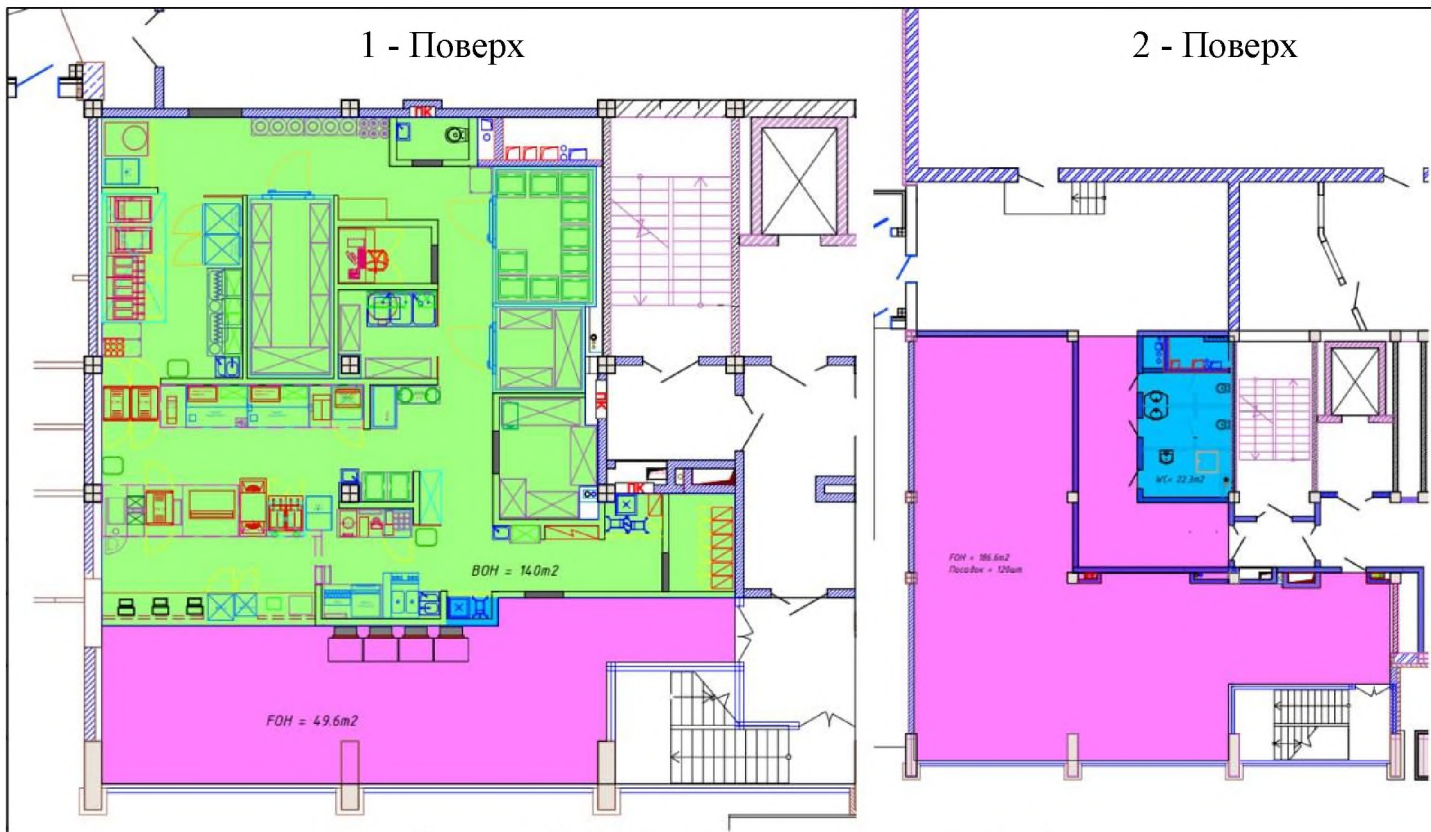 1 - Поверх
2 - Поверх
ПК
ПК
ПК
BOH = 140m2
FOH = 49.6m2
WC= 22.3m2
FOH = 186.6m2
Посадок = 120шт